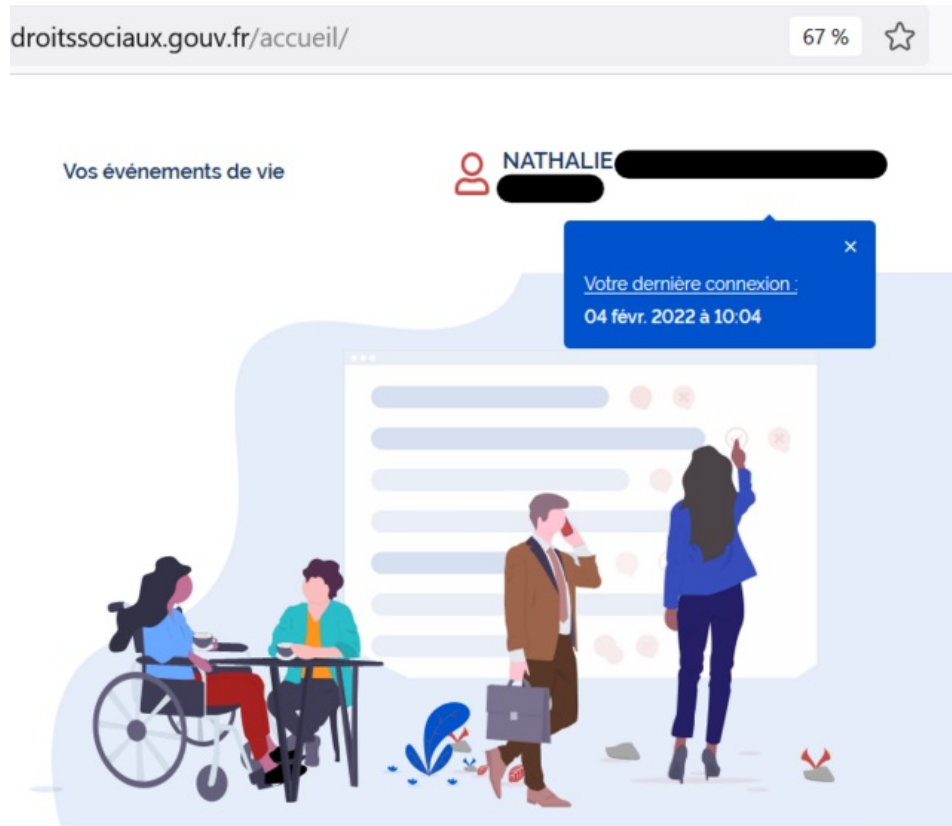 droitssociaux.gouv.fr/accueil/
67 %
Vos événements de vie
NATHALIE
Votre dernière connexion :
04 févr. 2022 à 10:04